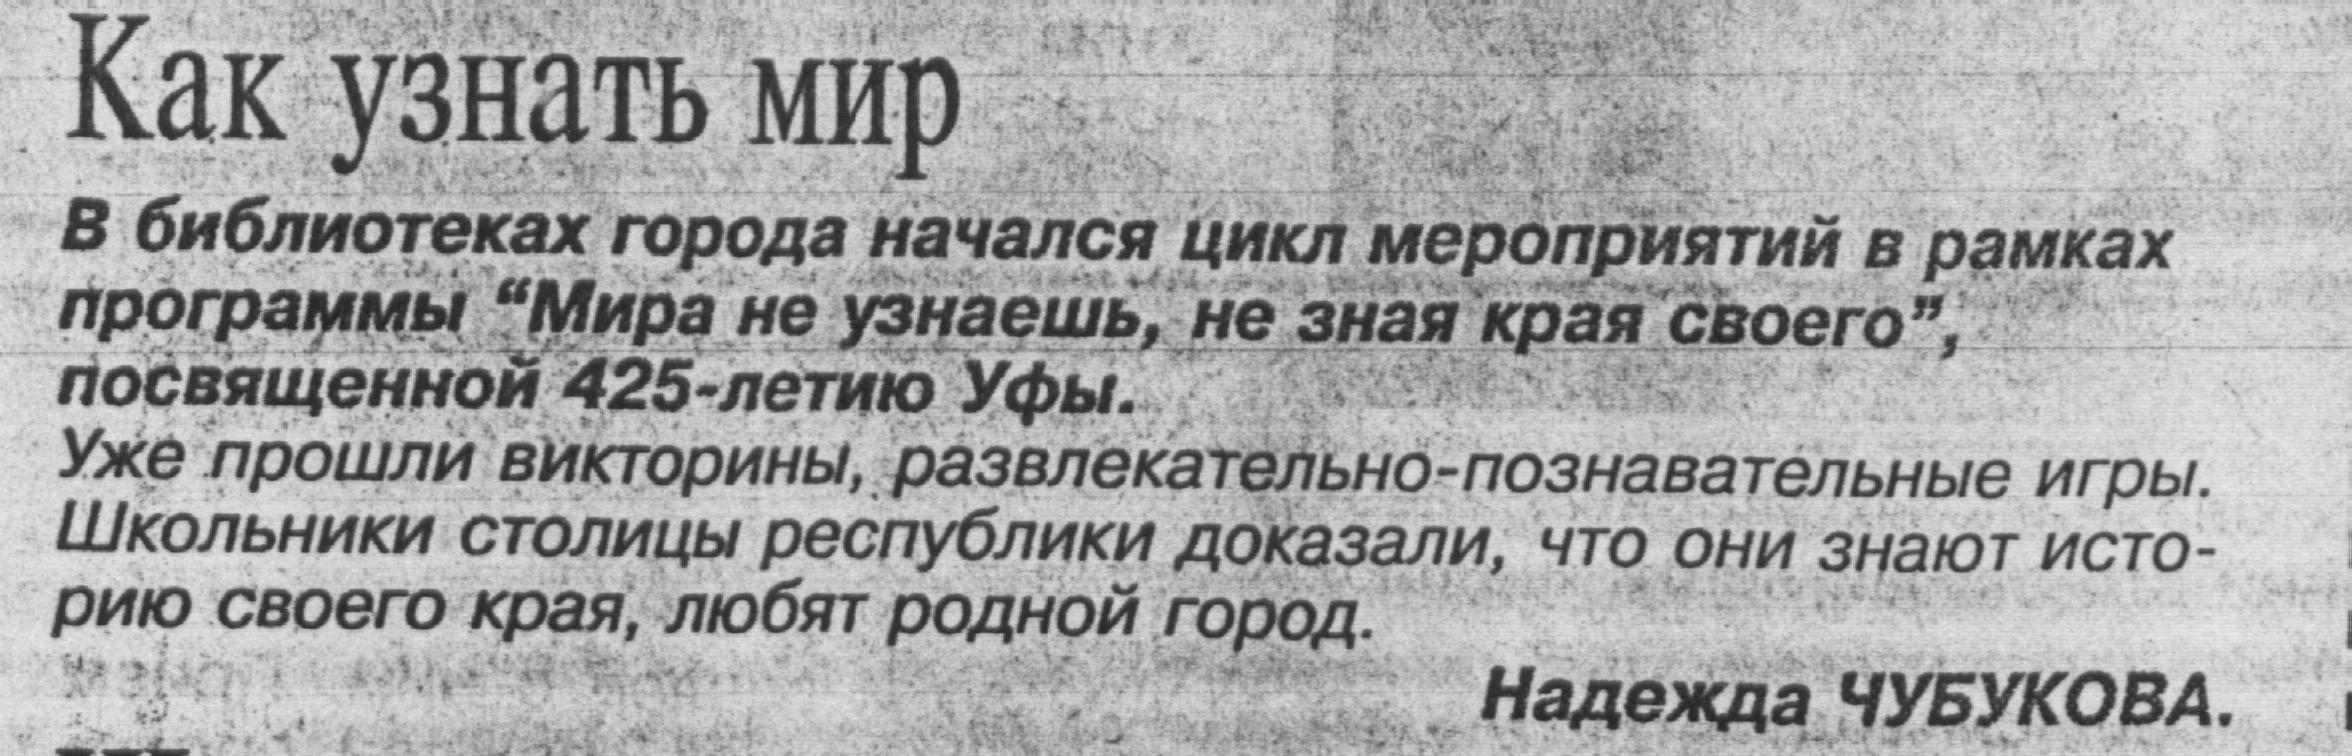 Как узнать мир
В библиотеках города начался цикл мероприятий в рамках
программы “Мира не узнаешь, не зная края своего”,
посвященной 425-летию Уфы.
Уже прошли викторины, развлекательно-познавательные игры.
Школьники столицы республики доказали, что они знают исто-
рию своего края, любят родной город.
Надежда ЧУБУКОВА.